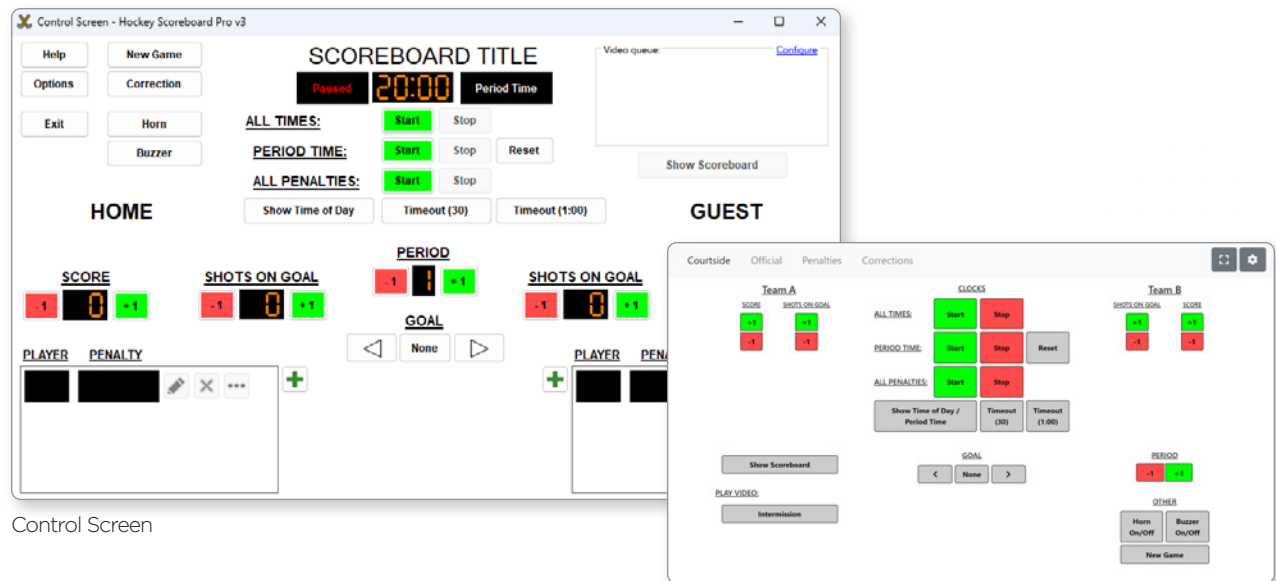 Control Screen - Hockey Scoreboard Pro v3
Help New Game SCOREBOARD TITLE Video queue: Configure
Options Correction Paused 20:00 Period Time
Exit Horn ALL TIMES: Start Stop
Buzzer PERIOD TIME: Start Stop Reset Show Scoreboard
ALL PENALTIES: Start Stop
HOME Show Time of Day Timeout (30) Timeout (1:00) GUEST
PERIOD
-1 1 +1
SCORE SHOTS ON GOAL SHOTS ON GOAL
-1 0 +1 -1 0 +1 -1 0 +1
GOAL
None
PLAYER PENALTY PLAYER PEN
Control Screen
Courtside Official Penalties Corrections
Team A CLOCKS Team B
SCORE SHOTS ON GOAL SHOTS ON GOAL SCORE
+1 +1 ALL TIMES: Start Stop +1 +1
-1 -1 PERIOD TIME: Start Stop Reset -1 -1
ALL PENALTIES: Start Stop
Show Time of Day / Timeout Timeout
Period Time (30) (1:00)
Show Scoreboard GOAL PERIOD
< None > -1 +1
PLAY VIDEO: OTHER
Intermission Horn Buzzer
On/Off On/Off
New Game